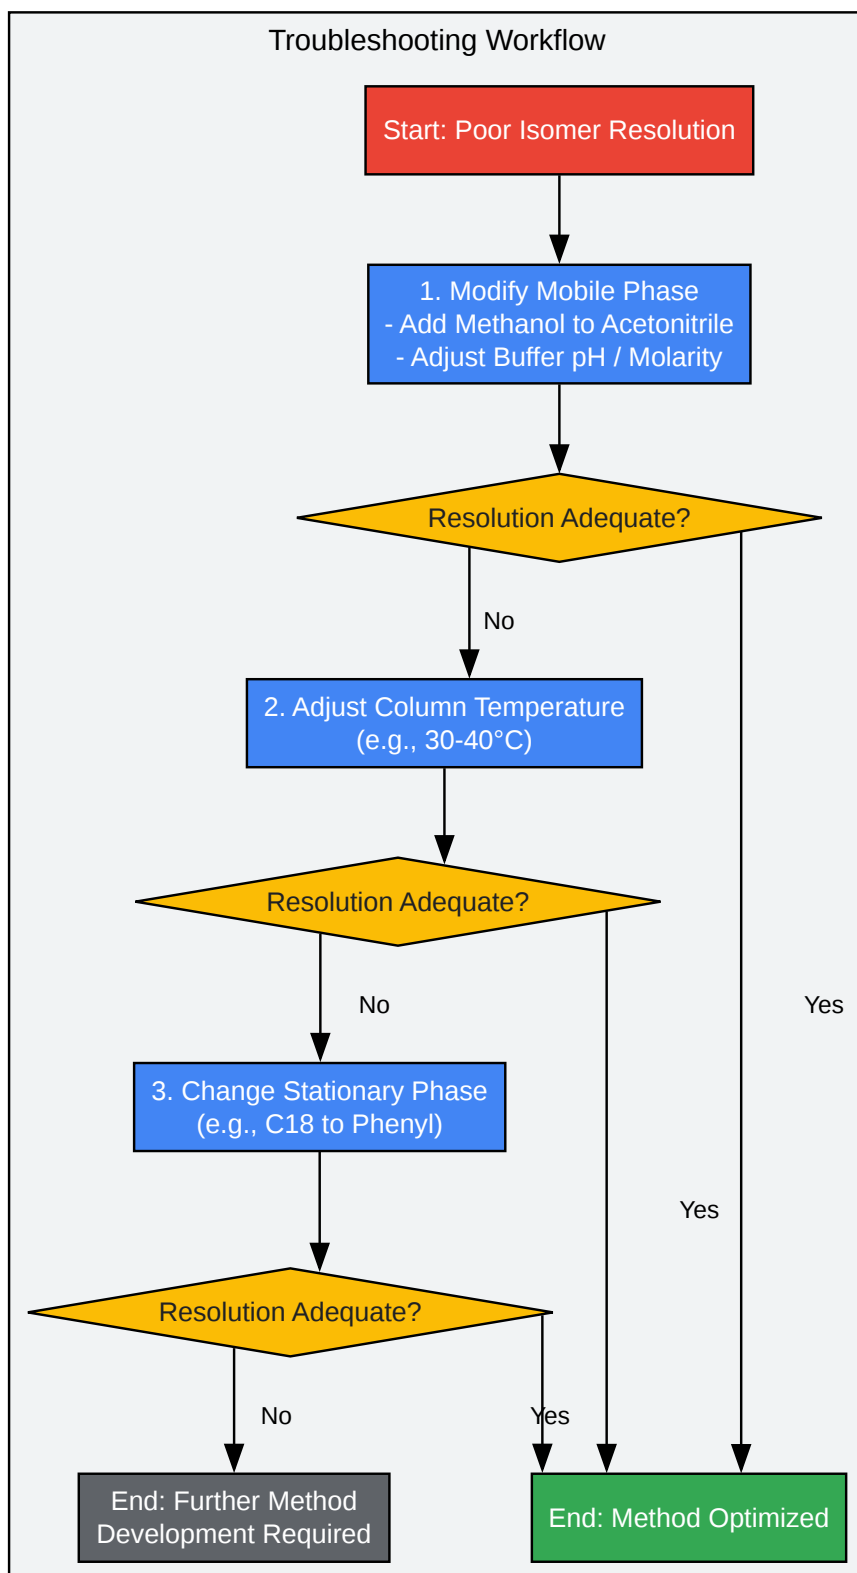 Troubleshooting Workflow
Start: Poor Isomer Resolution
1. Modify Mobile Phase
- Add Methanol to Acetonitrile
- Adjust Buffer pH / Molarity
Resolution Adequate?
No
2. Adjust Column Temperature
(e.g., 30-40°C)
Resolution Adequate?
No
Yes
3. Change Stationary Phase
(e.g., C18 to Phenyl)
Yes
Resolution Adequate?
No
Yes
End: Further Method
Development Required
End: Method Optimized